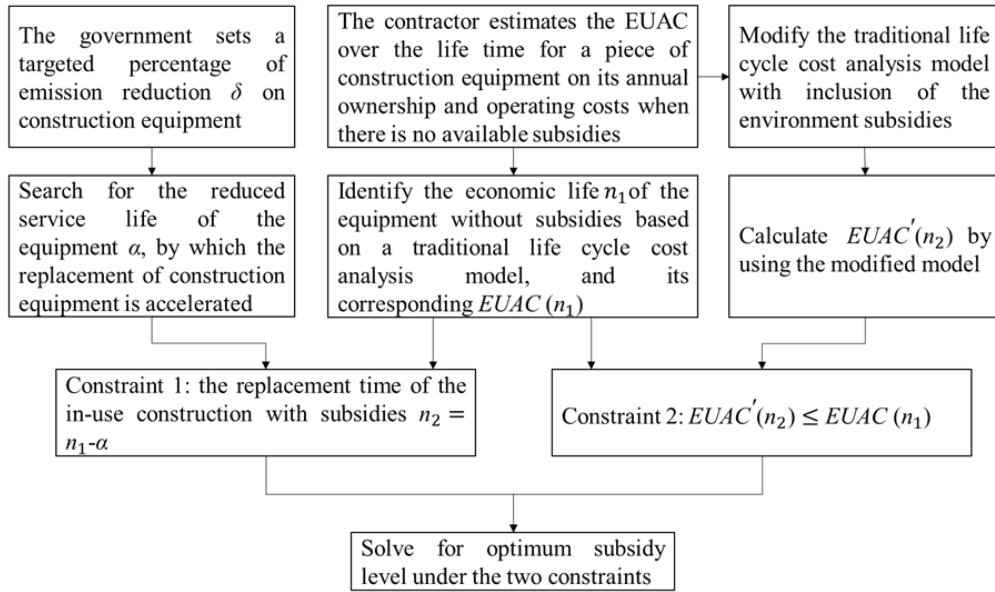 The government sets a
targeted percentage of
emission reduction δ on
construction equipment
The contractor estimates the EUAC
over the life time for a piece of
construction equipment on its annual
ownership and operating costs when
there is no available subsidies
Modify the traditional life
cycle cost analysis model
with inclusion of the
environment subsidies
Search for the reduced
service life of the
equipment α, by which the
replacement of construction
equipment is accelerated
Identify the economic life n₁ of the
equipment without subsidies based
on a traditional life cycle cost
analysis model, and its
corresponding EUAC (n₁)
Calculate EUAC′(n₂) by
using the modified model
Constraint 1: the replacement time of the
in-use construction with subsidies n₂ =
n₁-α
Constraint 2: EUAC′(n₂) ≤ EUAC (n₁)
Solve for optimum subsidy
level under the two constraints